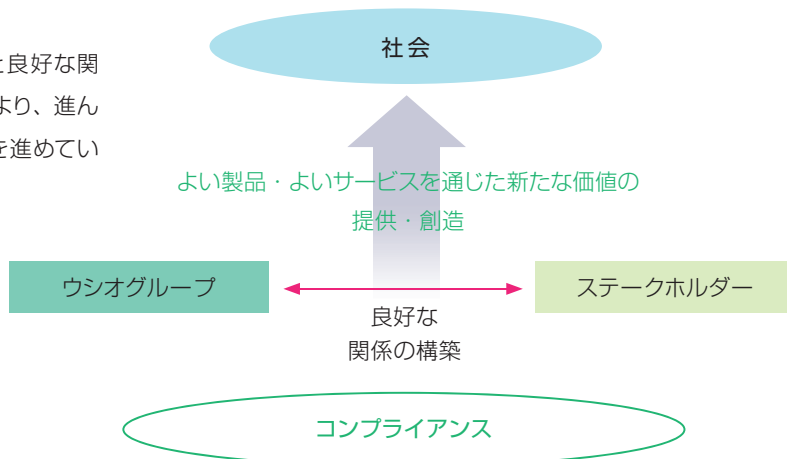 社会
と良好な関
より、進ん
を進めてい
よい製品・よいサービスを通じた新たな価値の
提供・創造
ウシオグループ
ステークホルダー
良好な
関係の構築
コンプライアンス